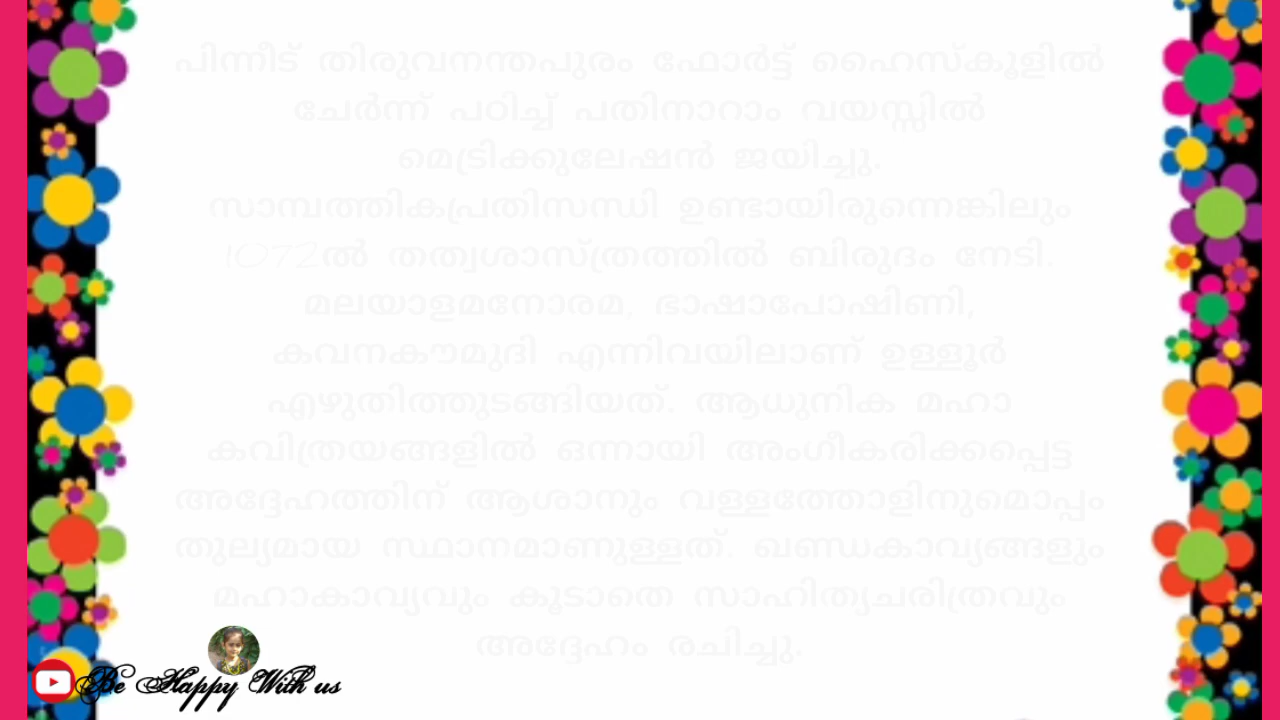 പിന്നീട് തിരുവനന്തപുരം ഫോർട്ട് ഹൈസ്കൂളിൽ
ചേർന്ന് പഠിച്ച് പതിനാറാം വയസ്സിൽ
മെട്രിക്കുലേഷൻ ജയിച്ചു.
സാമ്പത്തികപ്രതിസന്ധി ഉണ്ടായിരുന്നെങ്കിലും
1072ൽ തത്വശാസ്ത്രത്തിൽ ബിരുദം നേടി.
മലയാളമനോരമ, ഭാഷാപോഷിണി,
കവനകൗമുദി എന്നിവയിലാണ് ഉള്ളൂർ
എഴുതിത്തുടങ്ങിയത്. ആധുനിക മഹാ
കവിത്രയങ്ങളിൽ ഒന്നായി അംഗീകരിക്കപ്പെട്ട
അദ്ദേഹത്തിന് ആശാനും വള്ളത്തോളിനുമൊപ്പം
തുല്യമായ സ്ഥാനമാണുള്ളത്. ഖണ്ഡകാവ്യങ്ങളും
മഹാകാവ്യവും കൂടാതെ സാഹിത്യചരിത്രവും
അദ്ദേഹം രചിച്ചു.
Be Happy With us